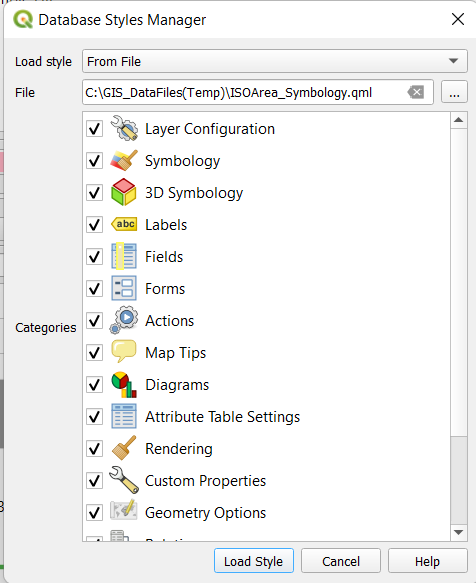 Database Styles Manager
Load style From File
File C:\GIS_DataFiles(Temp)\ISOArea_Symbology.qml ...
Layer Configuration
Symbology
3D Symbology
abc Labels
Fields
Forms
Categories Actions
Map Tips
Diagrams
Attribute Table Settings
Rendering
Custom Properties
Geometry Options
Load Style Cancel Help